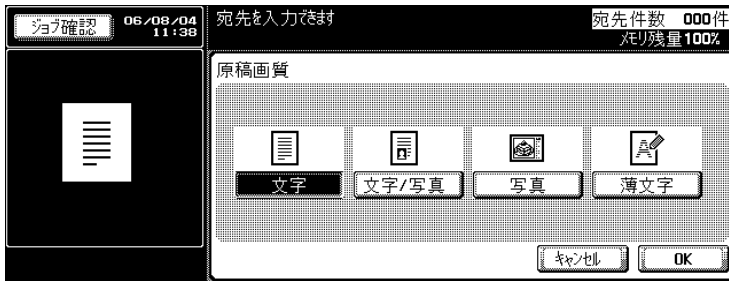 ジョブ確認
06/08/04
11:38
宛先を入力できます
宛先件数 000件
メモリ残量100%
原稿画質
文字
文字/写真
写真
薄文字
キャンセル
OK